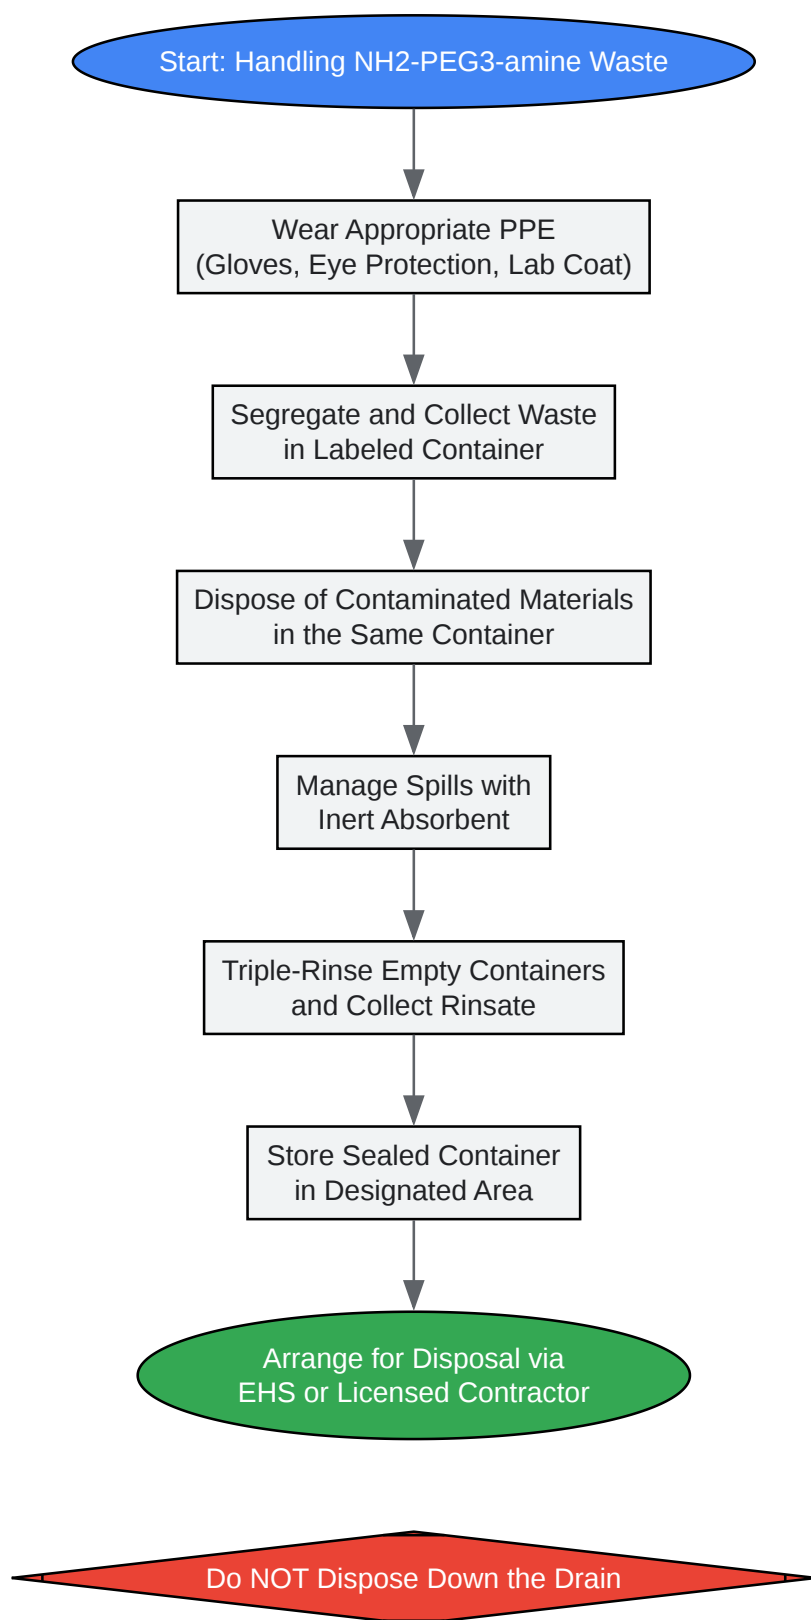 Start: Handling NH2-PEG3-amine Waste
Wear Appropriate PPE
(Gloves, Eye Protection, Lab Coat)
Segregate and Collect Waste
in Labeled Container
Dispose of Contaminated Materials
in the Same Container
Manage Spills with
Inert Absorbent
Triple-Rinse Empty Containers
and Collect Rinsate
Store Sealed Container
in Designated Area
Arrange for Disposal via
EHS or Licensed Contractor
Do NOT Dispose Down the Drain